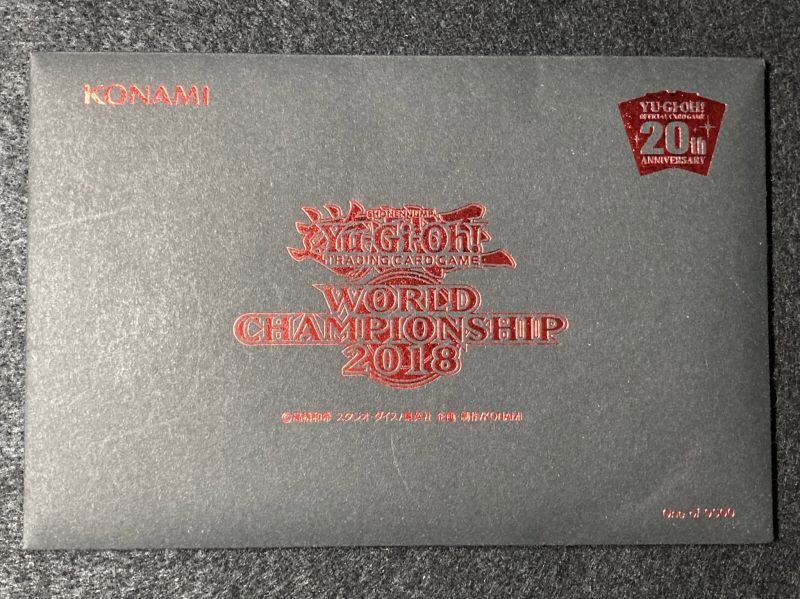 KONAMI
YU-GI-OH!
OFFICIAL CARD GAME
20th
ANNIVERSARY
SHONEN JUMP
Yu-Gi-Oh!
TRADING CARD GAME
WORLD
CHAMPIONSHIP
2018
©高橋和希 スタジオ・ダイス/集英社 企画・制作/KONAMI
One of